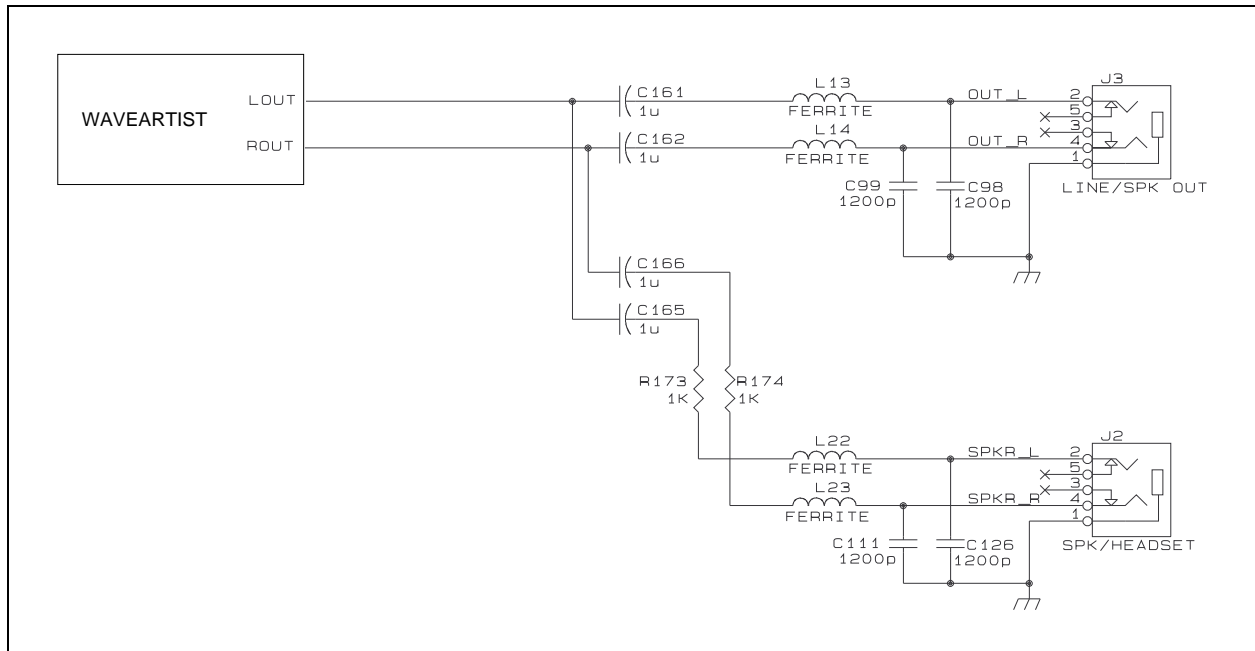 WAVEARTIST
LOUT
ROUT
C161
1u
C162
1u
L13
FERRITE
L14
FERRITE
OUT_L
OUT_R
J3
2
5
3
4
1
LINE/SPK OUT
C99
1200p
C98
1200p
C166
1u
C165
1u
R173
1K
R174
1K
L22
FERRITE
L23
FERRITE
SPKR_L
SPKR_R
J2
2
5
3
4
1
SPK/HEADSET
C111
1200p
C126
1200p